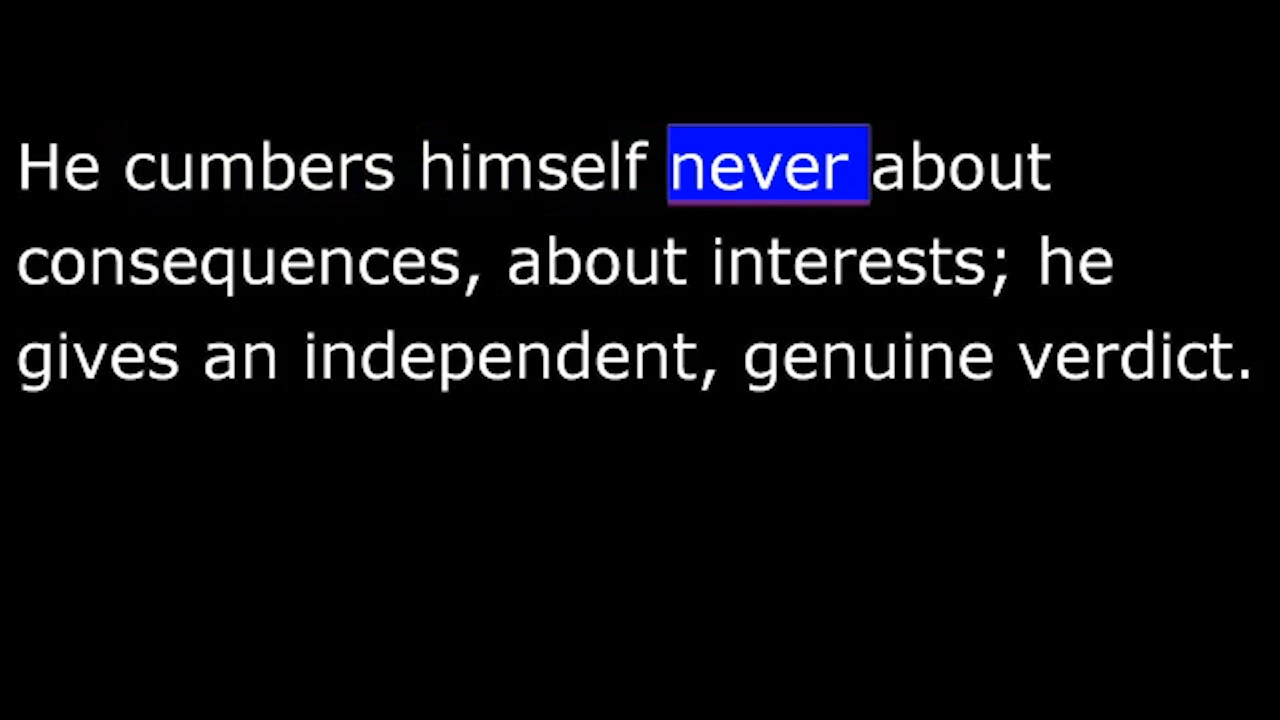 He cumbers himself never about
consequences, about interests; he
gives an independent, genuine verdict.